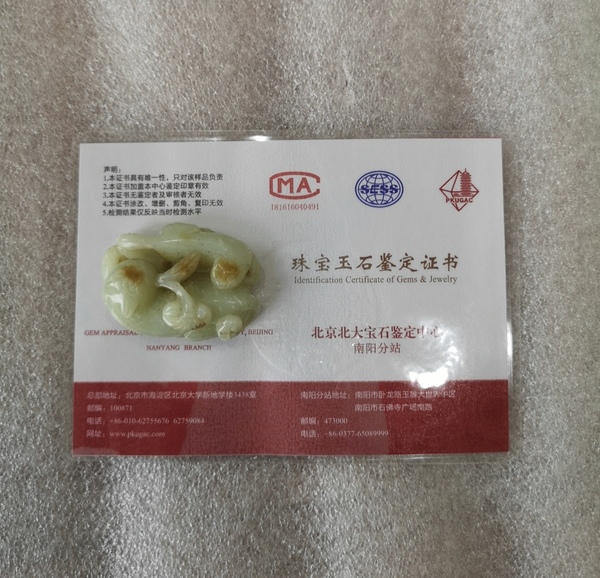 声明:
1.本证书具有唯一性，只对该样品负责
2.本证书加盖本中心鉴定印章有效
3.本证书无鉴定者及审核者无效
4.本证书涂改、增删、剪角、复印无效
5.检测结果仅反映当时检测水平
CMA
181616040491
SESS
PKUGAC
珠宝玉石鉴定证书
Identification Certificate of Gems & Jewelry
GEM APPRAISAL BEIJING
NANYANG BRANCH
北京北大宝石鉴定中心
南阳分站
总部地址：北京市海淀区北京大学新地学楼3438室
邮编：100871
电话：+86-010-62755676 62759084
网址：www.pkugac.com
南阳分站地址：南阳市卧龙路玉雕大世界中区
南阳市石佛寺广场南路
邮编：473000
电话：+86-0377-65089999